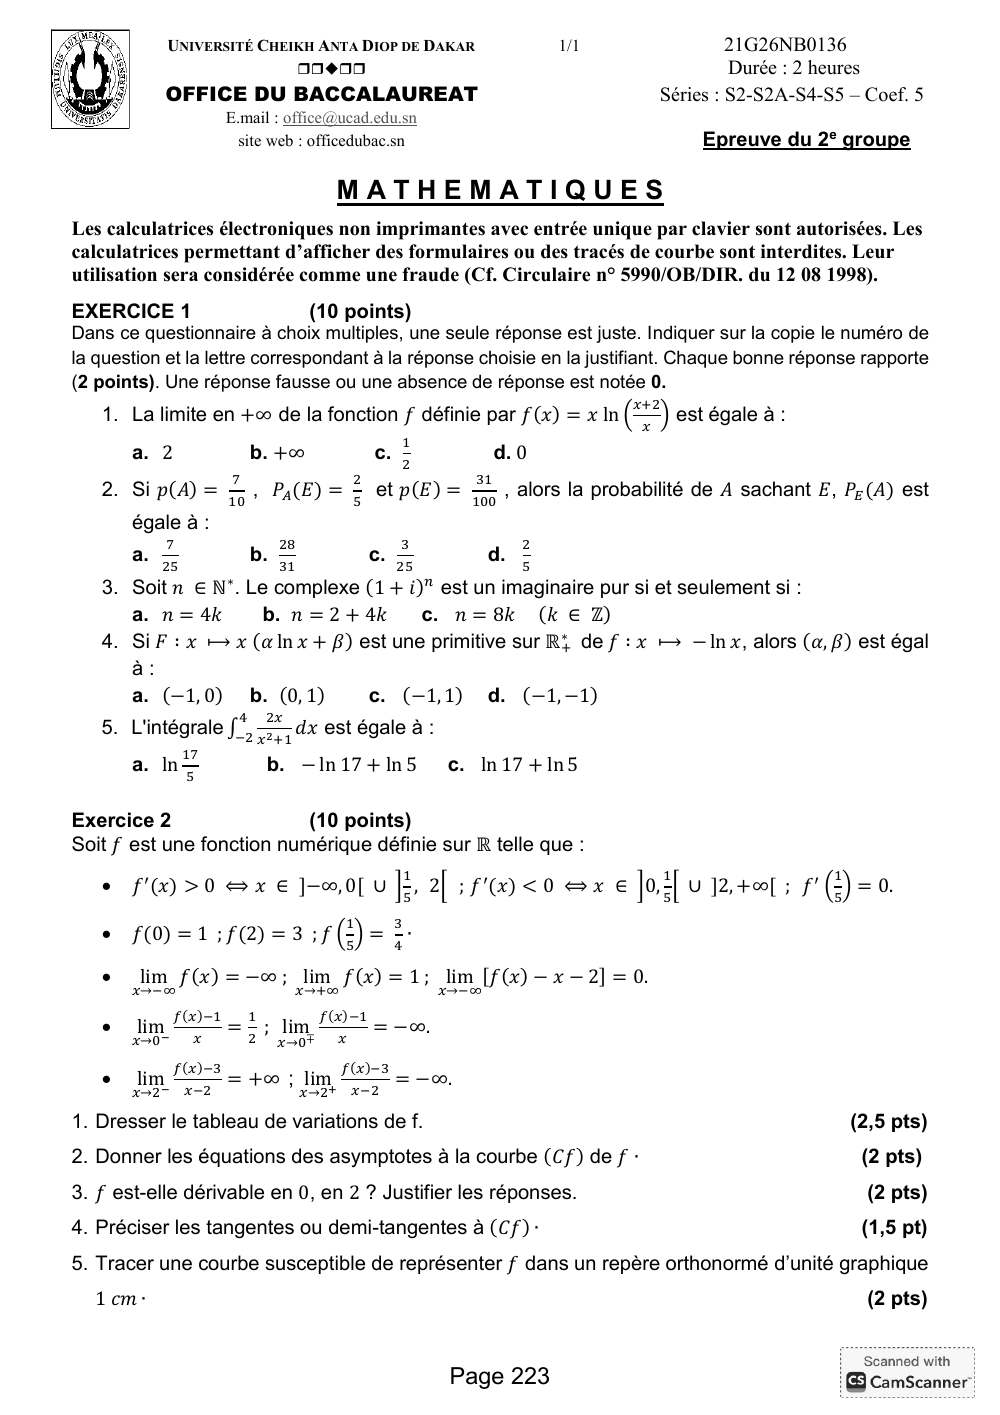 UNIVERSITÉ CHEIKH ANTA DIOP DE DAKAR 1/1 21G26NB0136
❒❒◆❒❒ Durée : 2 heures
OFFICE DU BACCALAUREAT Séries : S2-S2A-S4-S5 – Coef. 5
E.mail : office@ucad.edu.sn
site web : officedubac.sn Epreuve du 2e groupe
MATHEMATIQUES
Les calculatrices électroniques non imprimantes avec entrée unique par clavier sont autorisées. Les
calculatrices permettant d’afficher des formulaires ou des tracés de courbe sont interdites. Leur
utilisation sera considérée comme une fraude (Cf. Circulaire n° 5990/OB/DIR. du 12 08 1998).
EXERCICE 1 (10 points)
Dans ce questionnaire à choix multiples, une seule réponse est juste. Indiquer sur la copie le numéro de
la question et la lettre correspondant à la réponse choisie en la justifiant. Chaque bonne réponse rapporte
(2 points). Une réponse fausse ou une absence de réponse est notée 0.
1. La limite en +∞ de la fonction f définie par f(x) = x ln((x+2)/x) est égale à :
a. 2 b. +∞ c. 1/2 d. 0
2. Si p(A) = 7/10 , P_A(E) = 2/5 et p(E) = 31/100 , alors la probabilité de A sachant E, P_E(A) est
égale à :
a. 7/25 b. 28/31 c. 3/25 d. 2/5
3. Soit n ∈ ℕ*. Le complexe (1 + i)^n est un imaginaire pur si et seulement si :
a. n = 4k b. n = 2 + 4k c. n = 8k (k ∈ ℤ)
4. Si F : x ⟼ x (α ln x + β) est une primitive sur ℝ₊* de f : x ⟼ − ln x, alors (α, β) est égal
à :
a. (−1, 0) b. (0, 1) c. (−1, 1) d. (−1, −1)
5. L'intégrale ∫_{−2}^{4} 2x/(x²+1) dx est égale à :
a. ln 17/5 b. − ln 17 + ln 5 c. ln 17 + ln 5
Exercice 2 (10 points)
Soit f est une fonction numérique définie sur ℝ telle que :
• f′(x) > 0 ⟺ x ∈ ]−∞, 0[ ∪ ]1/5, 2[ ; f′(x) < 0 ⟺ x ∈ ]0, 1/5[ ∪ ]2, +∞[ ; f′(1/5) = 0.
• f(0) = 1 ; f(2) = 3 ; f(1/5) = 3/4 ·
• lim_{x→−∞} f(x) = −∞ ; lim_{x→+∞} f(x) = 1 ; lim_{x→−∞} [f(x) − x − 2] = 0.
• lim_{x→0⁻} (f(x)−1)/x = 1/2 ; lim_{x→0⁺} (f(x)−1)/x = −∞.
• lim_{x→2⁻} (f(x)−3)/(x−2) = +∞ ; lim_{x→2⁺} (f(x)−3)/(x−2) = −∞.
1. Dresser le tableau de variations de f. (2,5 pts)
2. Donner les équations des asymptotes à la courbe (Cf) de f · (2 pts)
3. f est-elle dérivable en 0, en 2 ? Justifier les réponses. (2 pts)
4. Préciser les tangentes ou demi-tangentes à (Cf) · (1,5 pt)
5. Tracer une courbe susceptible de représenter f dans un repère orthonormé d’unité graphique
1 cm · (2 pts)
Page 223
Scanned with
CS CamScanner™